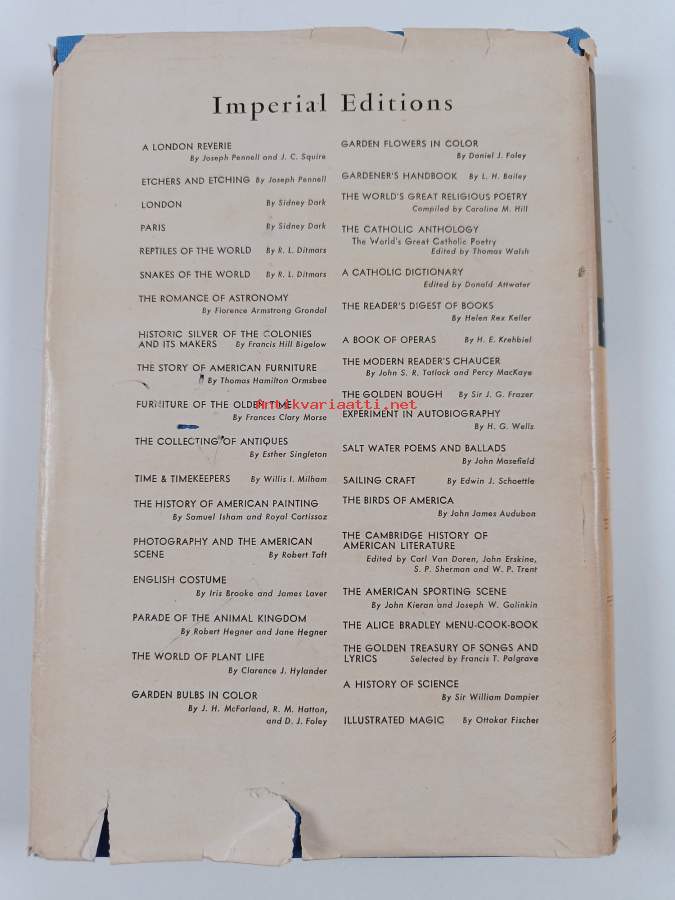 Imperial Editions
A LONDON REVERIE
By Joseph Pennell and J. C. Squire
ETCHERS AND ETCHING By Joseph Pennell
LONDON By Sidney Dark
PARIS By Sidney Dark
REPTILES OF THE WORLD By R. L. Ditmars
SNAKES OF THE WORLD By R. L. Ditmars
THE ROMANCE OF ASTRONOMY
By Florence Armstrong Grondal
HISTORIC SILVER OF THE COLONIES
AND ITS MAKERS By Francis Hill Bigelow
THE STORY OF AMERICAN FURNITURE
By Thomas Hamilton Ormsbee
FURNITURE OF THE OLDEN TIME
By Frances Clary Morse
THE COLLECTING OF ANTIQUES
By Esther Singleton
TIME & TIMEKEEPERS By Willis I. Milham
THE HISTORY OF AMERICAN PAINTING
By Samuel Isham and Royal Cortissoz
PHOTOGRAPHY AND THE AMERICAN
SCENE By Robert Taft
ENGLISH COSTUME
By Iris Brooke and James Laver
PARADE OF THE ANIMAL KINGDOM
By Robert Hegner and Jane Hegner
THE WORLD OF PLANT LIFE
By Clarence J. Hylander
GARDEN BULBS IN COLOR
By J. H. McFarland, R. M. Hatton,
and D. J. Foley
GARDEN FLOWERS IN COLOR
By Daniel J. Foley
GARDENER'S HANDBOOK By L. H. Bailey
THE WORLD'S GREAT RELIGIOUS POETRY
Compiled by Caroline M. Hill
THE CATHOLIC ANTHOLOGY
The World's Great Catholic Poetry
Edited by Thomas Walsh
A CATHOLIC DICTIONARY
Edited by Donald Attwater
THE READER'S DIGEST OF BOOKS
By Helen Rex Keller
A BOOK OF OPERAS By H. E. Krehbiel
THE MODERN READER'S CHAUCER
By John S. R. Tatlock and Percy MacKaye
THE GOLDEN BOUGH By Sir J. G. Frazer
EXPERIMENT IN AUTOBIOGRAPHY
By H. G. Wells
SALT WATER POEMS AND BALLADS
By John Masefield
SAILING CRAFT By Edwin J. Schoettle
THE BIRDS OF AMERICA
By John James Audubon
THE CAMBRIDGE HISTORY OF
AMERICAN LITERATURE
Edited by Carl Van Doren, John Erskine,
S. P. Sherman and W. P. Trent
THE AMERICAN SPORTING SCENE
By John Kieran and Joseph W. Golinkin
THE ALICE BRADLEY MENU-COOK-BOOK
THE GOLDEN TREASURY OF SONGS AND
LYRICS Selected by Francis T. Palgrave
A HISTORY OF SCIENCE
By Sir William Dampier
ILLUSTRATED MAGIC By Ottokar Fischer
Antikvariaatti.net